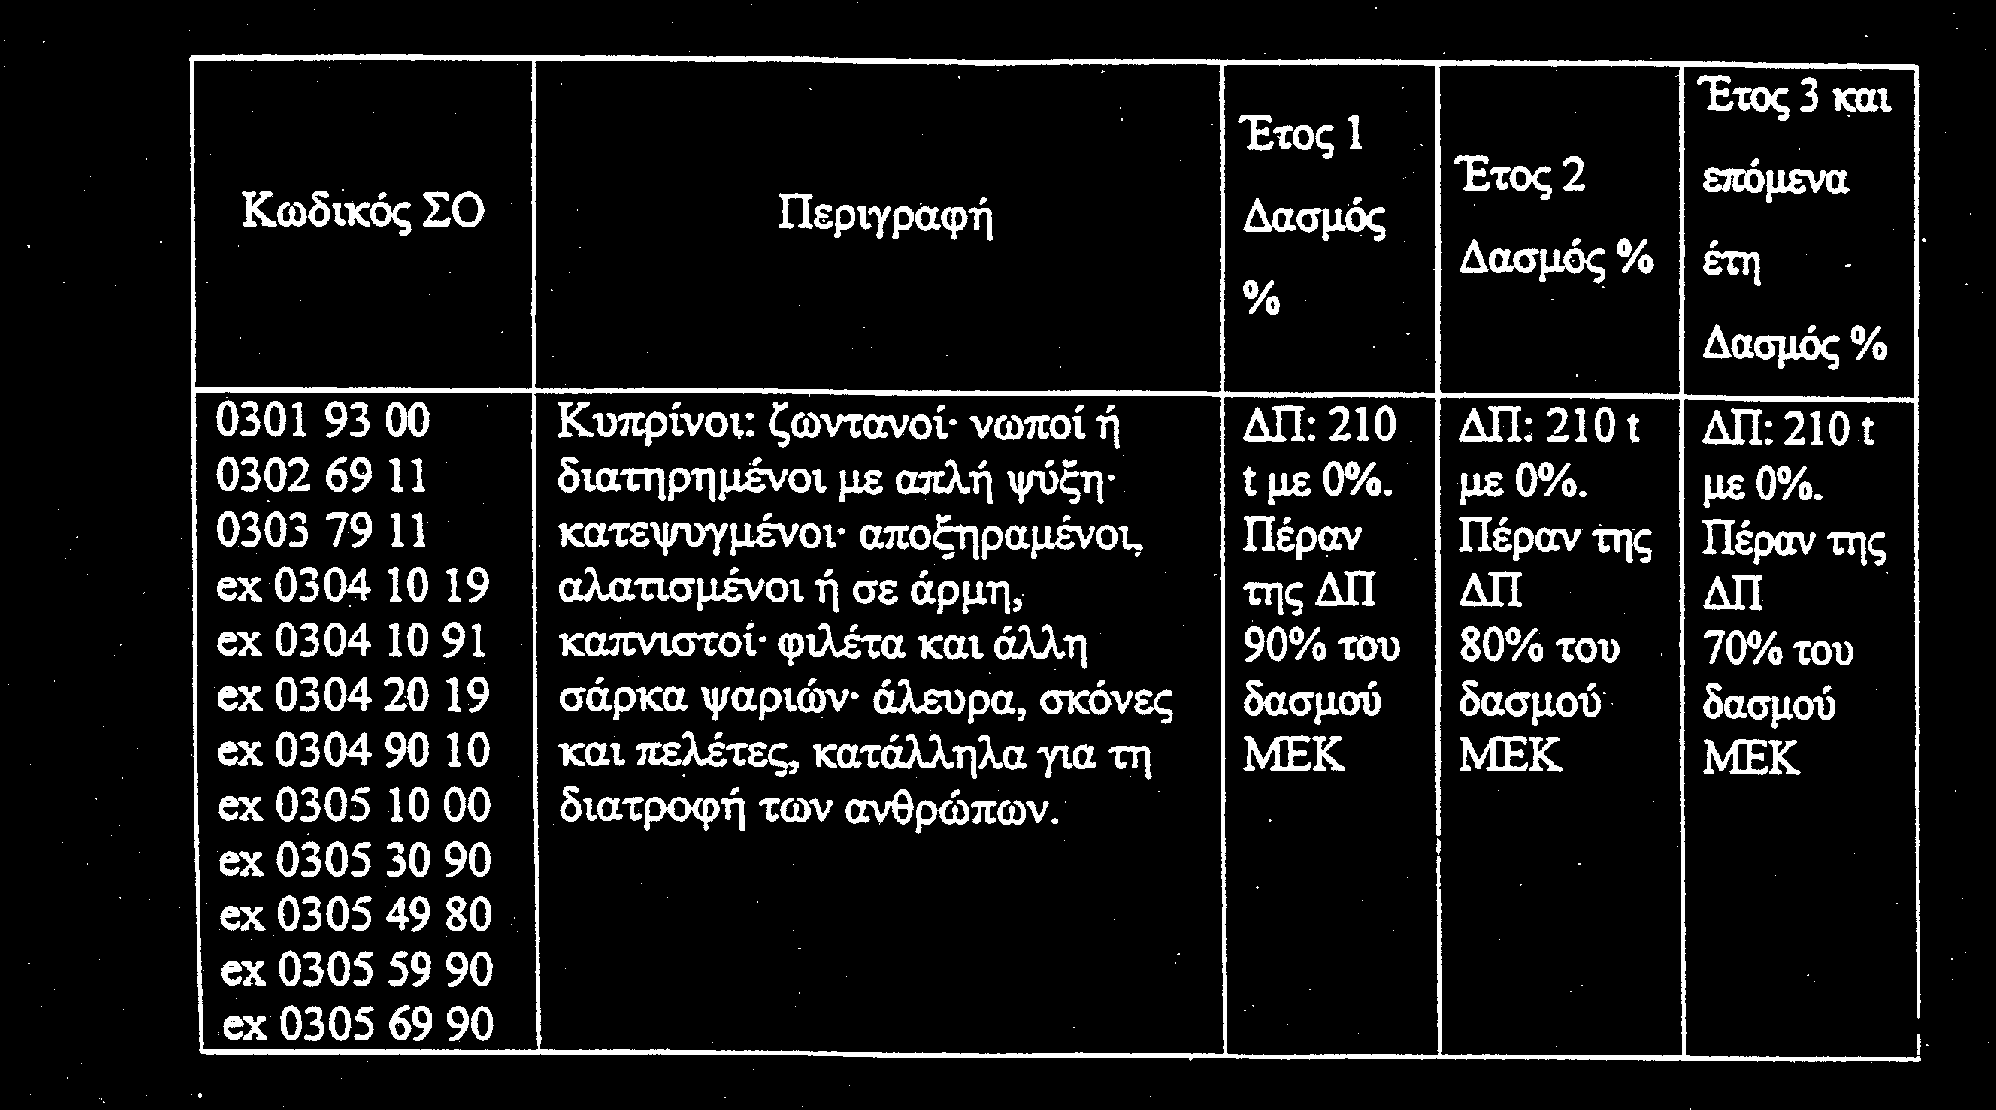 Κωδικός ΣΟ
Περιγραφή
Έτος 1
Δασμός
%
Έτος 2
Δασμός %
Έτος 3 και
επόμενα
έτη
Δασμός %
0301 93 00
0302 69 11
0303 79 11
ex 0304 10 19
ex 0304 10 91
ex 0304 20 19
ex 0304 90 10
ex 0305 10 00
ex 0305 30 90
ex 0305 49 80
ex 0305 59 90
ex 0305 69 90
Κυπρίνοι: ζωντανοί· νωποί ή
διατηρημένοι με απλή ψύξη·
κατεψυγμένοι· αποξηραμένοι,
αλατισμένοι ή σε άρμη,
καπνιστοί· φιλέτα και άλλη
σάρκα ψαριών· άλευρα, σκόνες
και πελέτες, κατάλληλα για τη
διατροφή των ανθρώπων.
ΔΠ: 210
t με 0%.
Πέραν
της ΔΠ
90% του
δασμού
ΜΕΚ
ΔΠ: 210 t
με 0%.
Πέραν της
ΔΠ
80% του
δασμού
ΜΕΚ
ΔΠ: 210 t
με 0%.
Πέραν της
ΔΠ
70% του
δασμού
ΜΕΚ